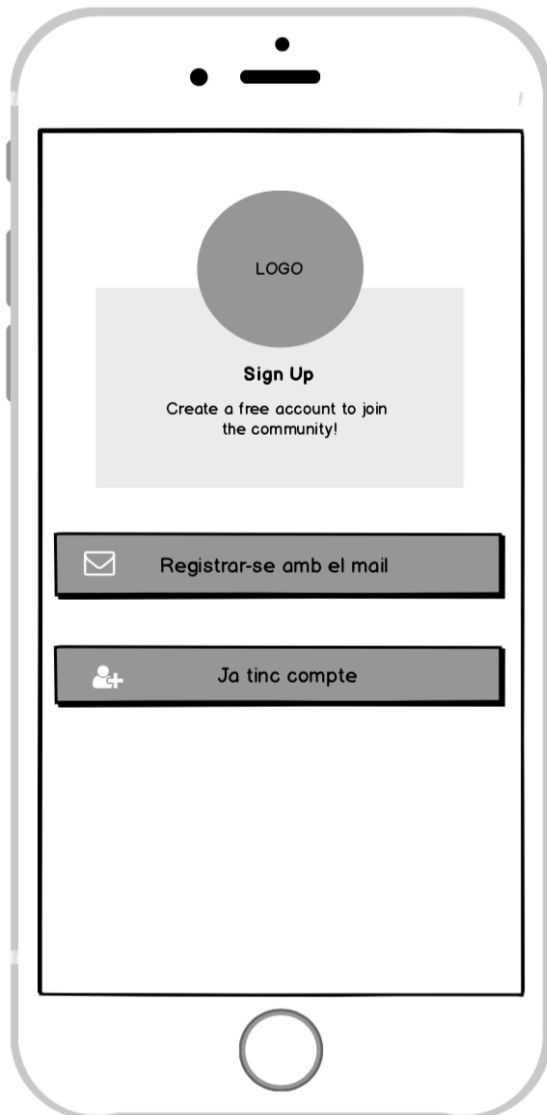 LOGO
Sign Up
Create a free account to join
the community!
Registrar-se amb el mail
Ja tinc compte